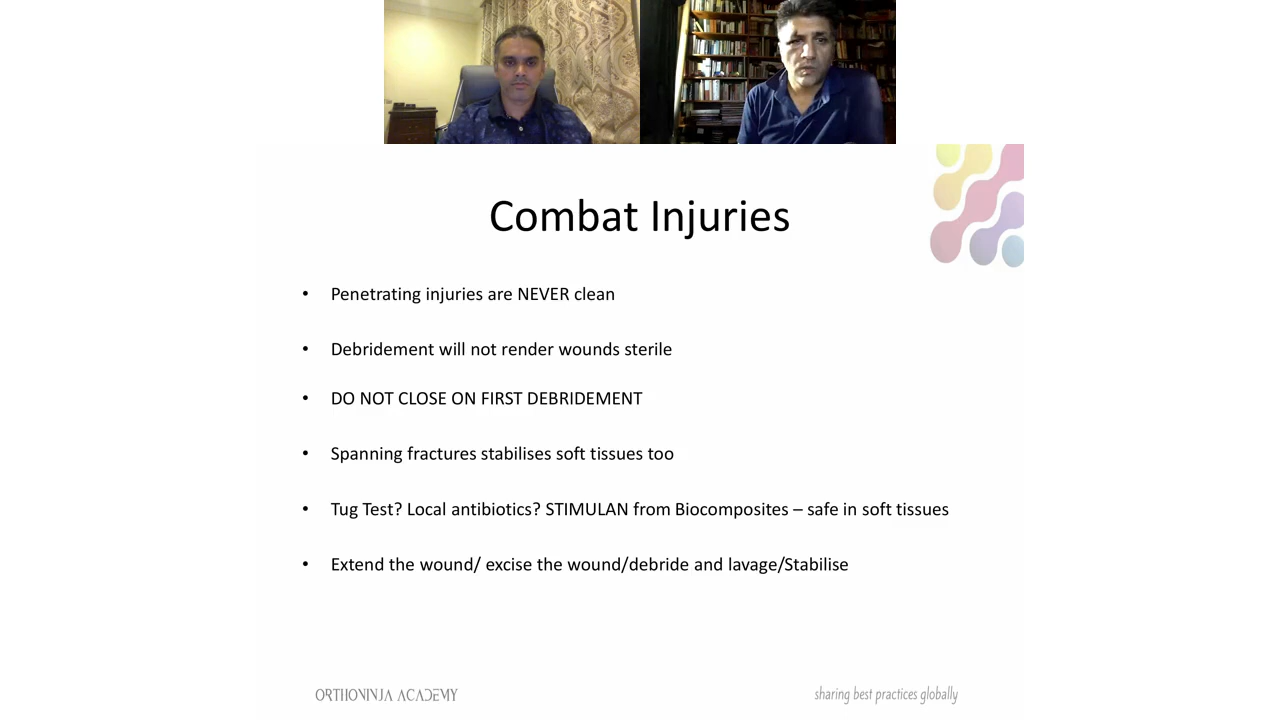 Combat Injuries
• Penetrating injuries are NEVER clean
• Debridement will not render wounds sterile
• DO NOT CLOSE ON FIRST DEBRIDEMENT
• Spanning fractures stabilises soft tissues too
• Tug Test? Local antibiotics? STIMULAN from Biocomposites – safe in soft tissues
• Extend the wound/ excise the wound/debride and lavage/Stabilise
ORTHONINJA ACADEMY
sharing best practices globally